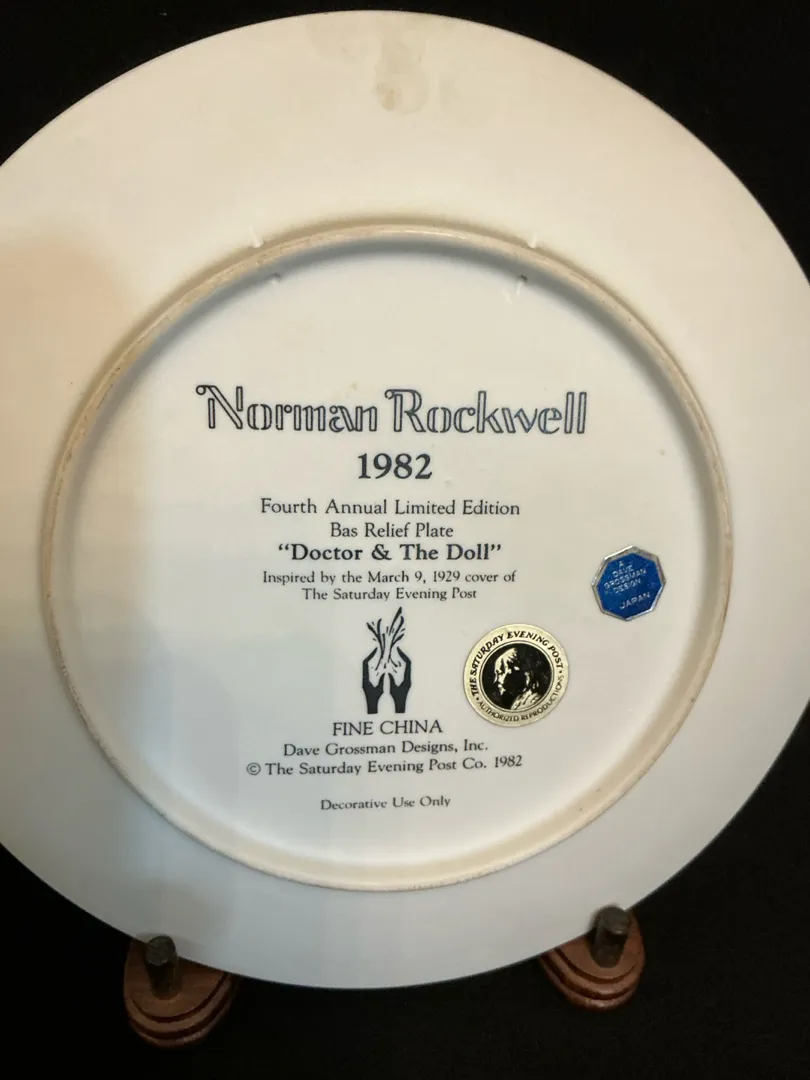 Norman Rockwell
1982
Fourth Annual Limited Edition
Bas Relief Plate
“Doctor & The Doll”
Inspired by the March 9, 1929 cover of
The Saturday Evening Post
A
DAVE
GROSSMAN
DESIGN
JAPAN
THE SATURDAY EVENING POST
AUTHORIZED REPRODUCTIONS
FINE CHINA
Dave Grossman Designs, Inc.
© The Saturday Evening Post Co. 1982
Decorative Use Only